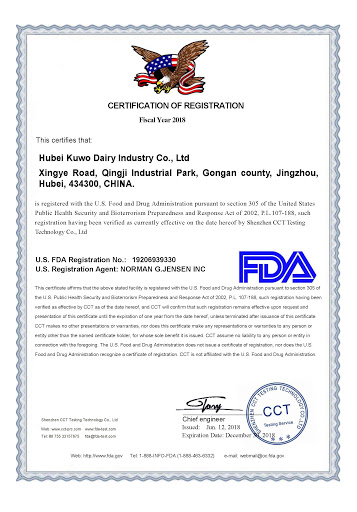 CERTIFICATION OF REGISTRATION
Fiscal Year 2018
This certifies that:
Hubei Kuwo Dairy Industry Co., Ltd
Xingye Road, Qingji Industrial Park, Gongan county, Jingzhou,
Hubei, 434300, CHINA.
is registered with the U.S. Food and Drug Administration pursuant to section 305 of the United States
Public Health Security and Bioterrorism Preparedness and Response Act of 2002, P.L.107-188, such
registration having been verified as currently effective on the date hereof by Shenzhen CCT Testing
Technology Co., Ltd
U.S. FDA Registration No.: 19206939330
U.S. Registration Agent: NORMAN G.JENSEN INC
FDA
This certificate affirms that the above stated facility is registered with the U.S. Food and Drug Administration pursuant to section 305 of
the U.S. Public Health Security and Bioterrorism Preparedness and Response Act of 2002, P.L. 107-188, such registration having been
verified as effective by CCT as the date hereof, and CCT will confirm that such registration remains effective upon request and
presentation of this certificate until the expiration of one year from the date hereof, unless terminated after issuance of this certificate.
CCT makes no other presentations or warranties, nor does this certificate make any representations or warranties to any person or
entity other than the named certificate holder, for whose sole benefit it is issued. CCT assume no liability to any person or entity in
connection with the foregoing. The U.S. Food and Drug Administration does not issue a certificate of registration, nor does the U.S
Food and Drug Administration recognize a certificate of registration. CCT is not affiliated with the U.S. Food and Drug Administration
Chief engineer
Issued: Jun. 12, 2018
Expiration Date: December 2018
SHENZHEN CCT TESTING TECHNOLOGY CO., LTD
CCT
Testing Service
Shenzhen CCT Testing Technology Co., Ltd
Web: www.fda-test.com
Tel: 86 755 fda@fda-test.com
Web: http://www.fda.gov Tel: 1-888-INFO-FDA (1-888-463-6332) e-mail: webmail@oc.fda.gov